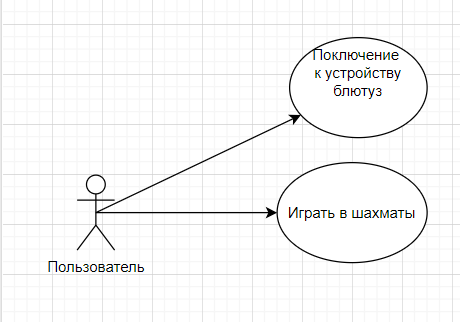 Поключение
к устройству
блютуз
Играть в шахматы
Пользователь